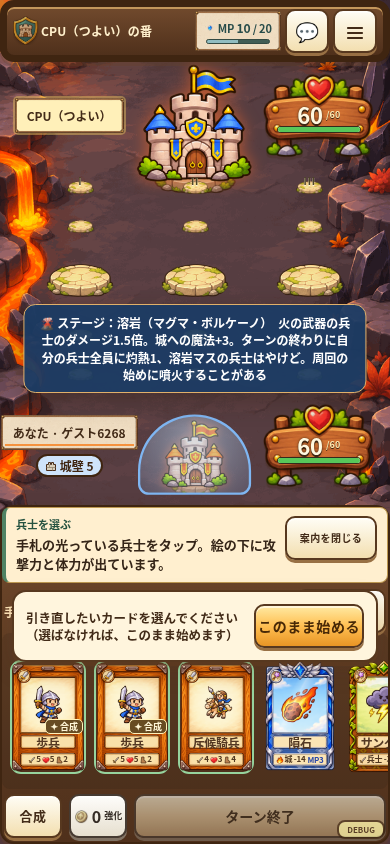 CPU（つよい）の番
MP 10 / 20
CPU（つよい）
60 /60
ステージ：溶岩（マグマ・ボルケーノ） 火の武器の兵
士のダメージ1.5倍。城への魔法+3。ターンの終わりに自
分の兵士全員に灼熱1、溶岩マスの兵士はやけど。周回の
始めに噴火することがある
あなた・ゲスト6268
城壁 5
60 /60
兵士を選ぶ
手札の光っている兵士をタップ。絵の下に攻
撃力と体力が出ています。
案内を閉じる
手
引き直したいカードを選んでください
（選ばなければ、このまま始めます）
このまま始める
合成
歩兵
5 5 2
合成
歩兵
5 5 2
斥候騎兵
4 3 4
隕石
城 -14 MP3
サン
兵士-
合成
0 強化
ターン終了
DEBUG